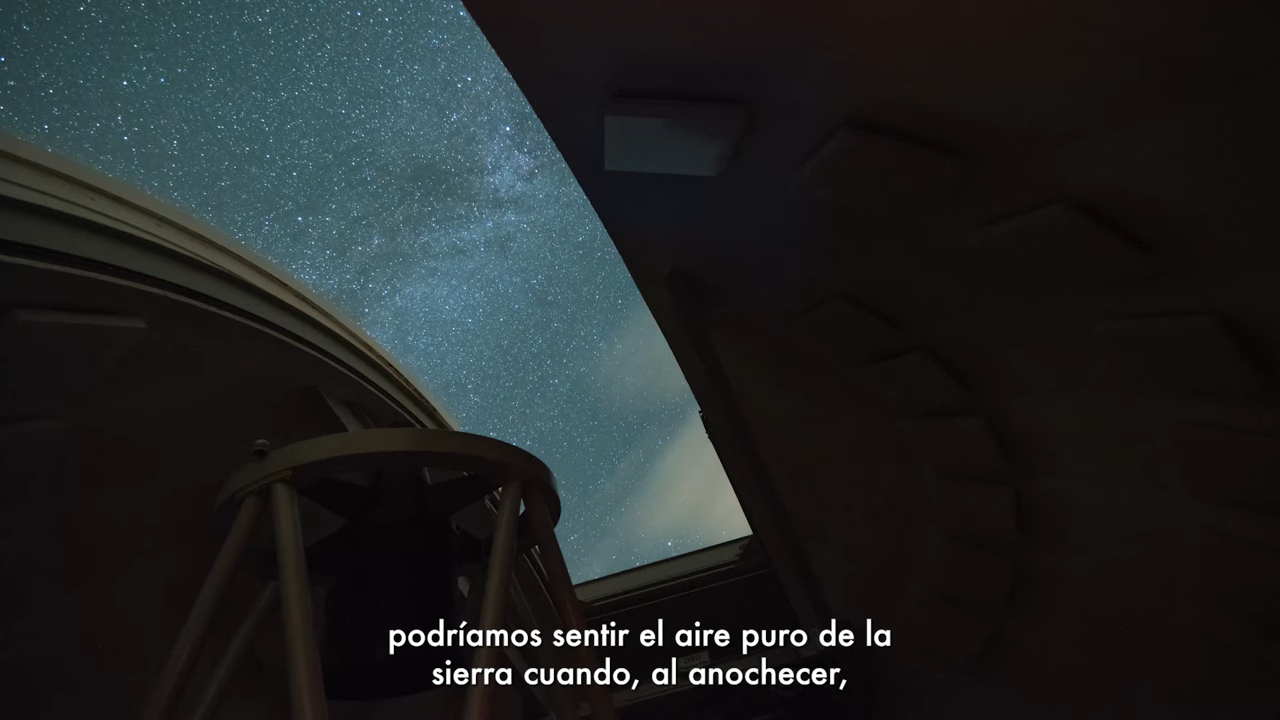 podríamos sentir el aire puro de la
sierra cuando, al anochecer,